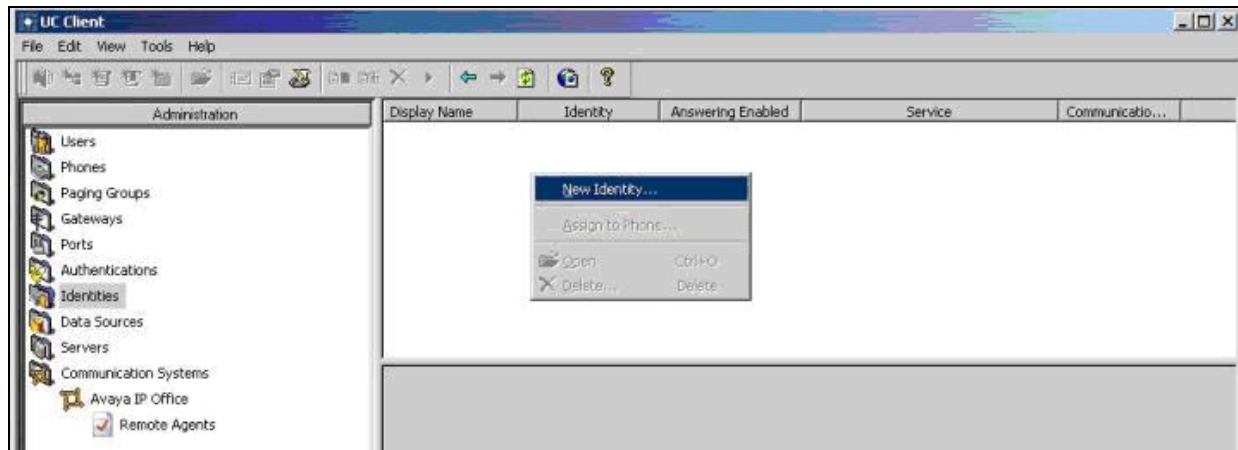 UC Client
File Edit View Tools Help
Administration
Display Name Identity Answering Enabled Service Communicatio...
Users
Phones
Paging Groups
Gateways
Ports
Authentications
Identities
Data Sources
Servers
Communication Systems
Avaya IP Office
Remote Agents
New Identity...
Assign to Phone...
Open Ctrl+O
Delete... Delete